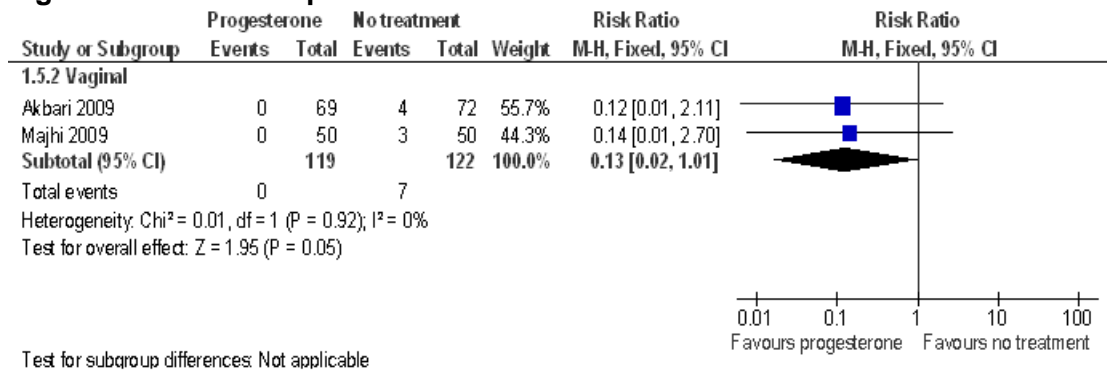 Progesterone No treatment Risk Ratio Risk Ratio
Study or Subgroup Events Total Events Total Weight M-H, Fixed, 95% CI M-H, Fixed, 95% CI
1.5.2 Vaginal
Akbari 2009 0 69 4 72 55.7% 0.12 [0.01, 2.11]
Majhi 2009 0 50 3 50 44.3% 0.14 [0.01, 2.70]
Subtotal (95% CI) 119 122 100.0% 0.13 [0.02, 1.01]
Total events 0 7
Heterogeneity: Chi² = 0.01, df = 1 (P = 0.92); I² = 0%
Test for overall effect: Z = 1.95 (P = 0.05)
0.01 0.1 1 10 100
Favours progesterone Favours no treatment
Test for subgroup differences: Not applicable